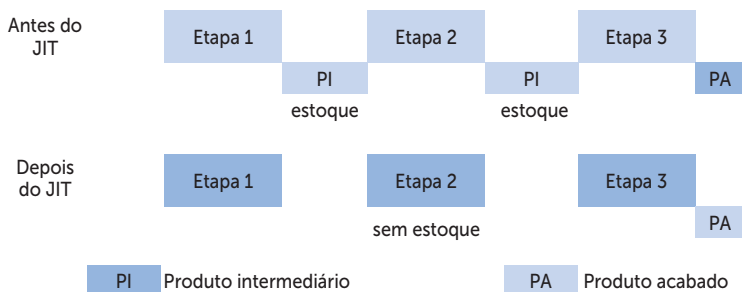 Antes do
JIT
Etapa 1
Etapa 2
Etapa 3
PI
PI
PA
estoque
estoque
Depois
do JIT
Etapa 1
Etapa 2
Etapa 3
sem estoque
PA
PI Produto intermediário
PA Produto acabado